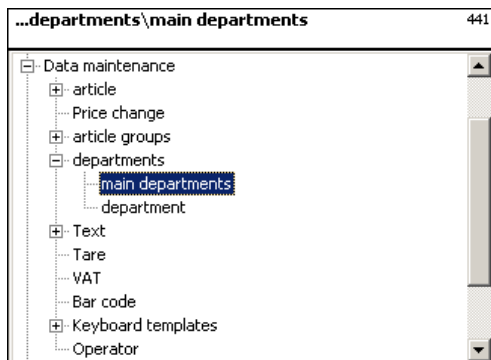 ...departments\main departments 441
Data maintenance
article
Price change
article groups
departments
main departments
department
Text
Tare
VAT
Bar code
Keyboard templates
Operator